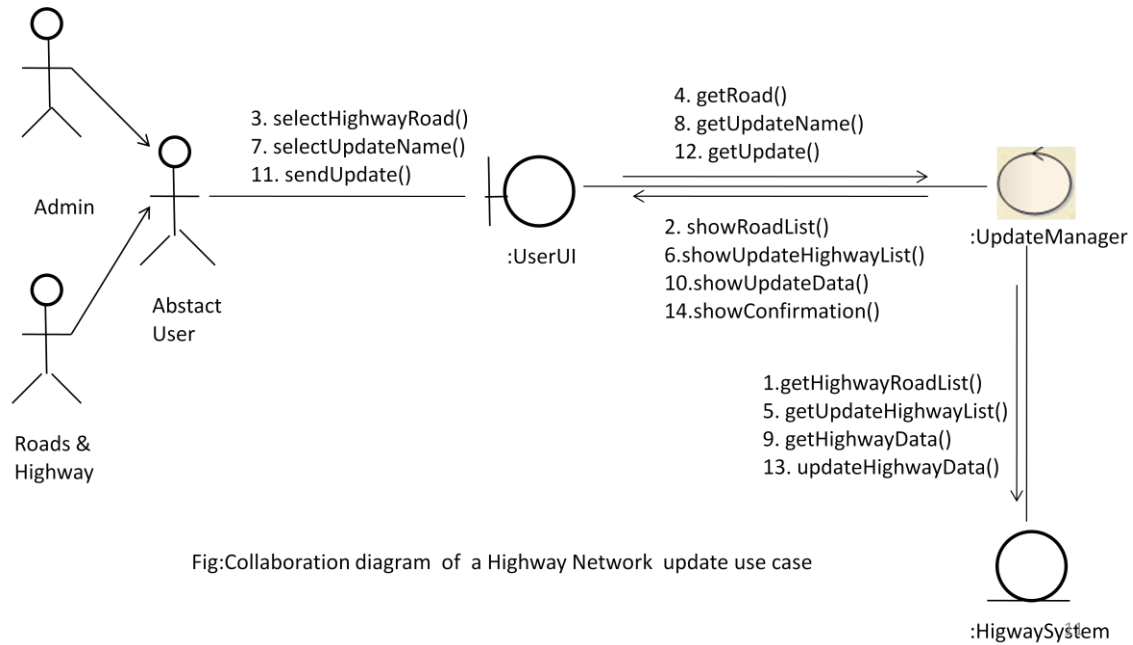 Admin
Roads &
Highway
Abstact
User
3. selectHighwayRoad()
7. selectUpdateName()
11. sendUpdate()
:UserUI
4. getRoad()
8. getUpdateName()
12. getUpdate()
2. showRoadList()
6.showUpdateHighwayList()
10.showUpdateData()
14.showConfirmation()
:UpdateManager
1.getHighwayRoadList()
5. getUpdateHighwayList()
9. getHighwayData()
13. updateHighwayData()
:HigwaySystem
Fig:Collaboration diagram of a Highway Network update use case